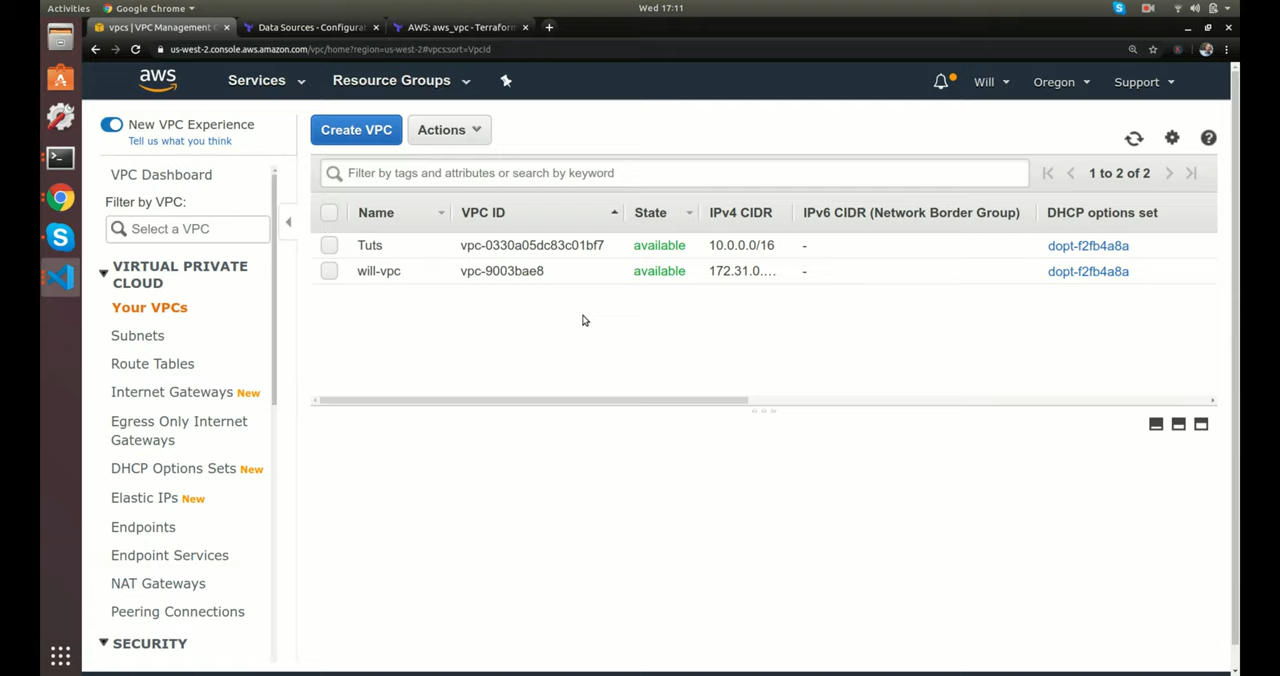 Activities Google Chrome Wed 17:11
vpcs | VPC Management C Data Sources - Configura AWS: aws_vpc - Terraform
us-west-2.console.aws.amazon.com/vpc/home?region=us-west-2#vpcs:sort=VpcId
aws Services Resource Groups Will Oregon Support
New VPC Experience
Tell us what you think
Create VPC Actions
VPC Dashboard
Filter by VPC:
Select a VPC
VIRTUAL PRIVATE
CLOUD
Your VPCs
Subnets
Route Tables
Internet Gateways New
Egress Only Internet
Gateways
DHCP Options Sets New
Elastic IPs New
Endpoints
Endpoint Services
NAT Gateways
Peering Connections
SECURITY
Filter by tags and attributes or search by keyword 1 to 2 of 2
Name VPC ID State IPv4 CIDR IPv6 CIDR (Network Border Group) DHCP options set
Tuts vpc-0330a05dc83c01bf7 available 10.0.0.0/16 - dopt-f2fb4a8a
will-vpc vpc-9003bae8 available 172.31.0.... - dopt-f2fb4a8a